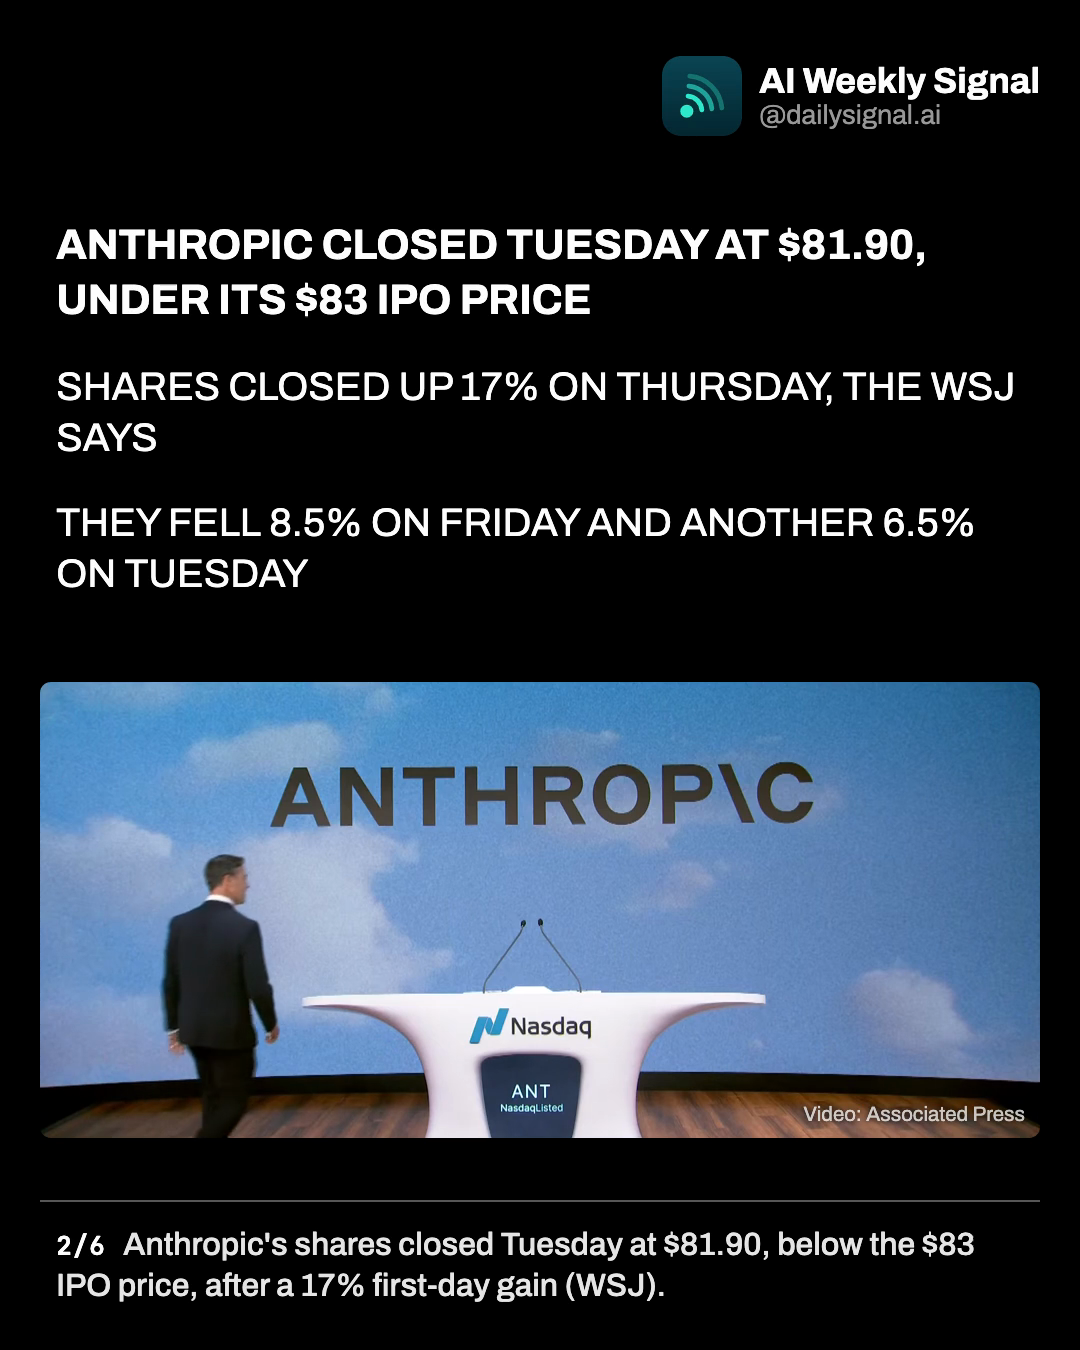 AI Weekly Signal
@dailysignal.ai
ANTHROPIC CLOSED TUESDAY AT $81.90,
UNDER ITS $83 IPO PRICE
SHARES CLOSED UP 17% ON THURSDAY, THE WSJ
SAYS
THEY FELL 8.5% ON FRIDAY AND ANOTHER 6.5%
ON TUESDAY
ANTHROP\C
Nasdaq
ANT
NasdaqListed
Video: Associated Press
2/6 Anthropic's shares closed Tuesday at $81.90, below the $83
IPO price, after a 17% first-day gain (WSJ).